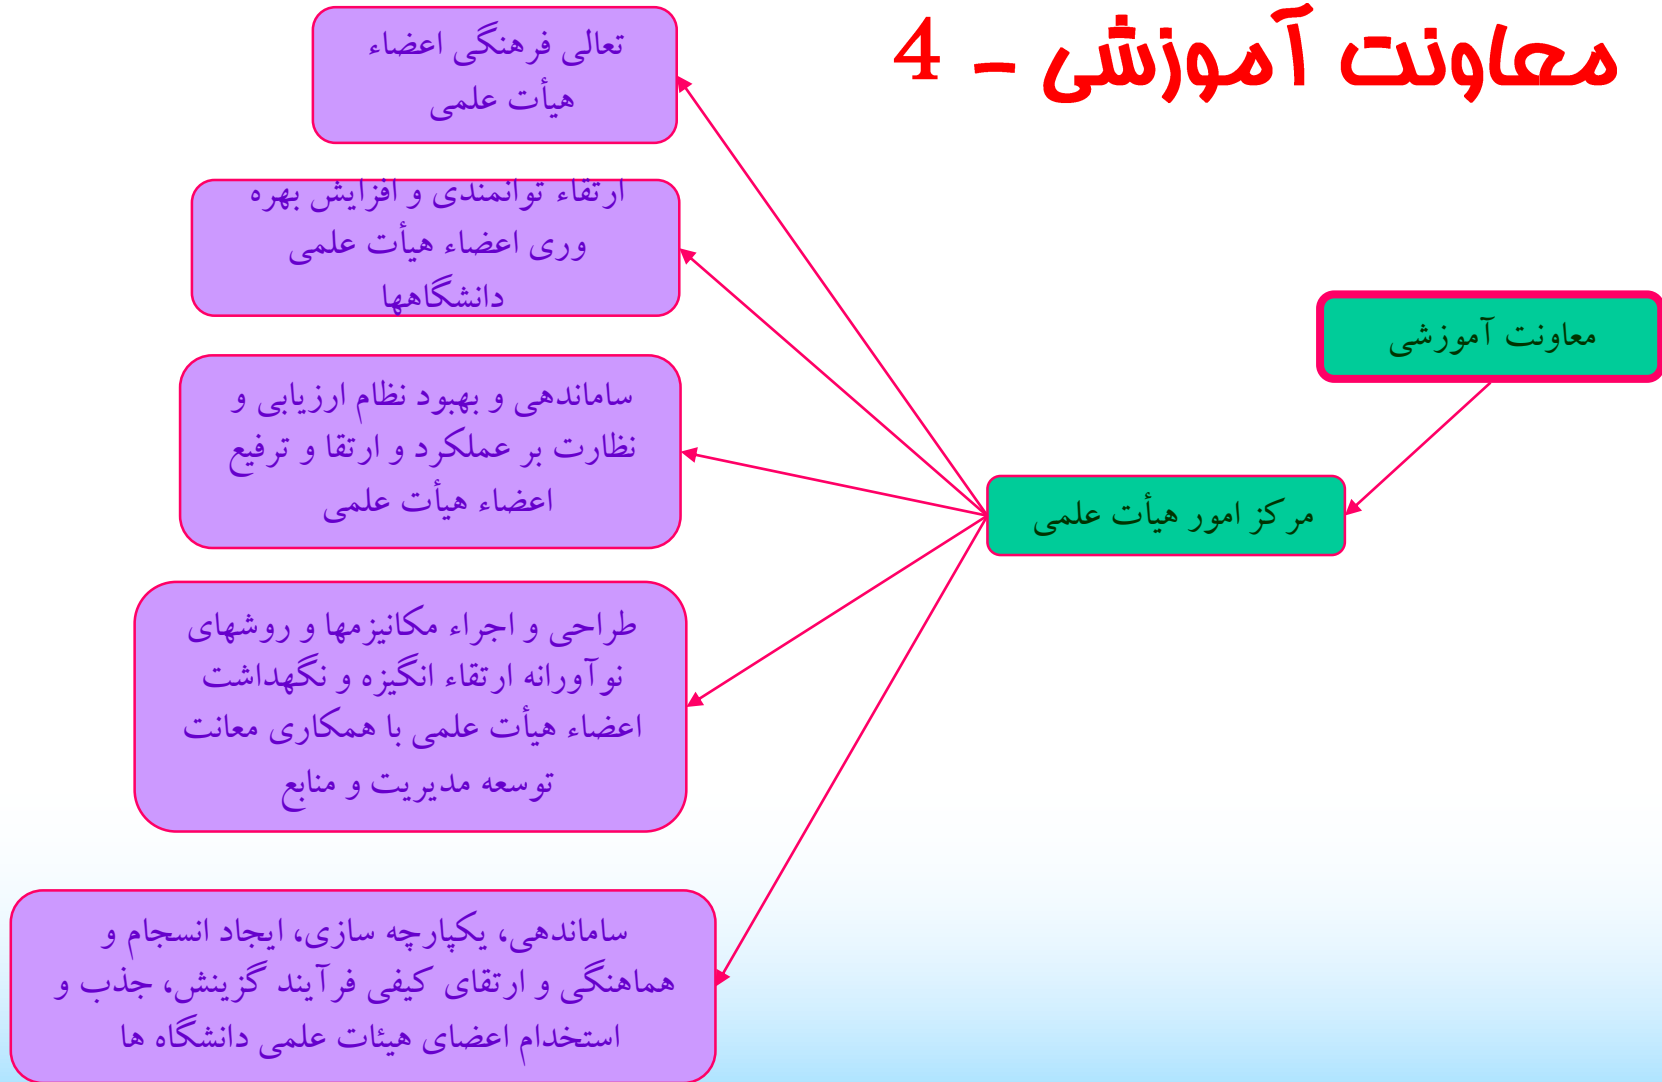 معاونت آموزشی - 4
معاونت آموزشی
مرکز امور هیأت علمی
تعالی فرهنگی اعضاء
هیأت علمی
ارتقاء توانمندی و افزایش بهره
وری اعضاء هیأت علمی
دانشگاهها
ساماندهی و بهبود نظام ارزیابی و
نظارت بر عملکرد و ارتقا و ترفیع
اعضاء هیأت علمی
طراحی و اجراء مکانیزمها و روشهای
نوآورانه ارتقاء انگیزه و نگهداشت
اعضاء هیأت علمی با همکاری معانت
توسعه مدیریت و منابع
ساماندهی، یکپارچه سازی، ایجاد انسجام و
هماهنگی و ارتقای کیفی فرآیند گزینش، جذب و
استخدام اعضای هیئات علمی دانشگاه ها